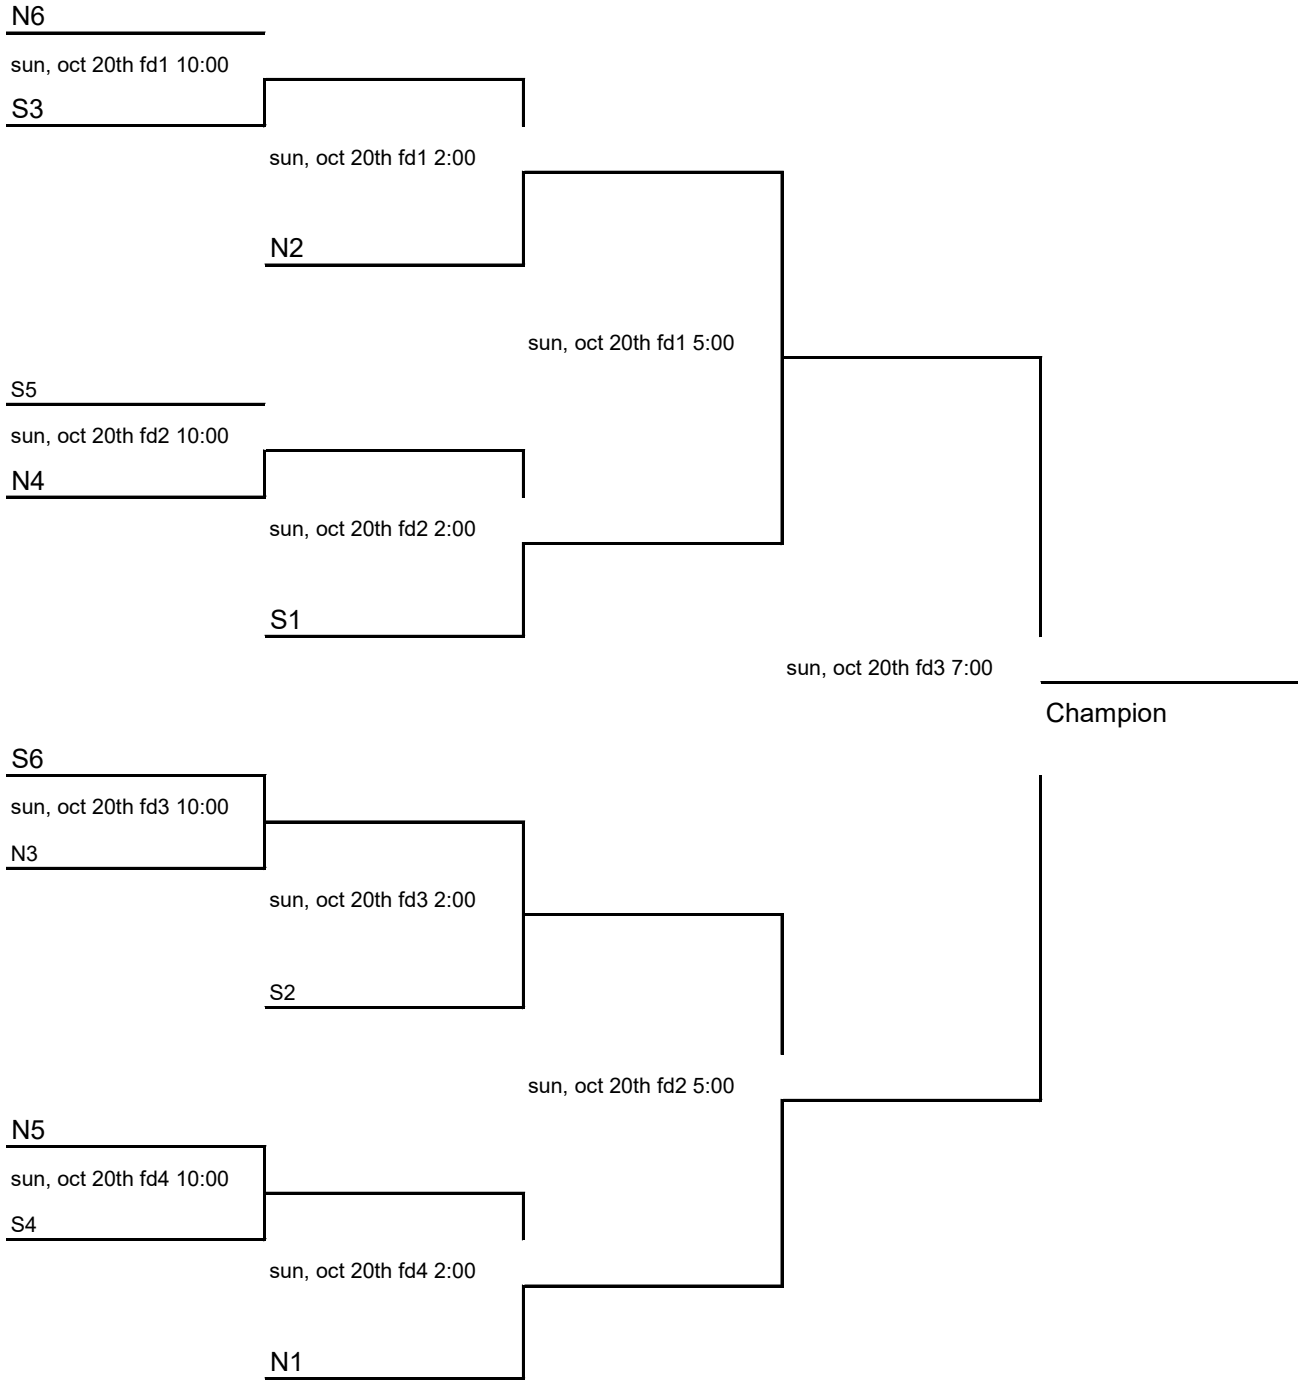 N6
sun, oct 20th fd1 10:00
S3
sun, oct 20th fd1 2:00
N2
sun, oct 20th fd1 5:00
S5
sun, oct 20th fd2 10:00
N4
sun, oct 20th fd2 2:00
S1
sun, oct 20th fd3 7:00
Champion
S6
sun, oct 20th fd3 10:00
N3
sun, oct 20th fd3 2:00
S2
sun, oct 20th fd2 5:00
N5
sun, oct 20th fd4 10:00
S4
sun, oct 20th fd4 2:00
N1